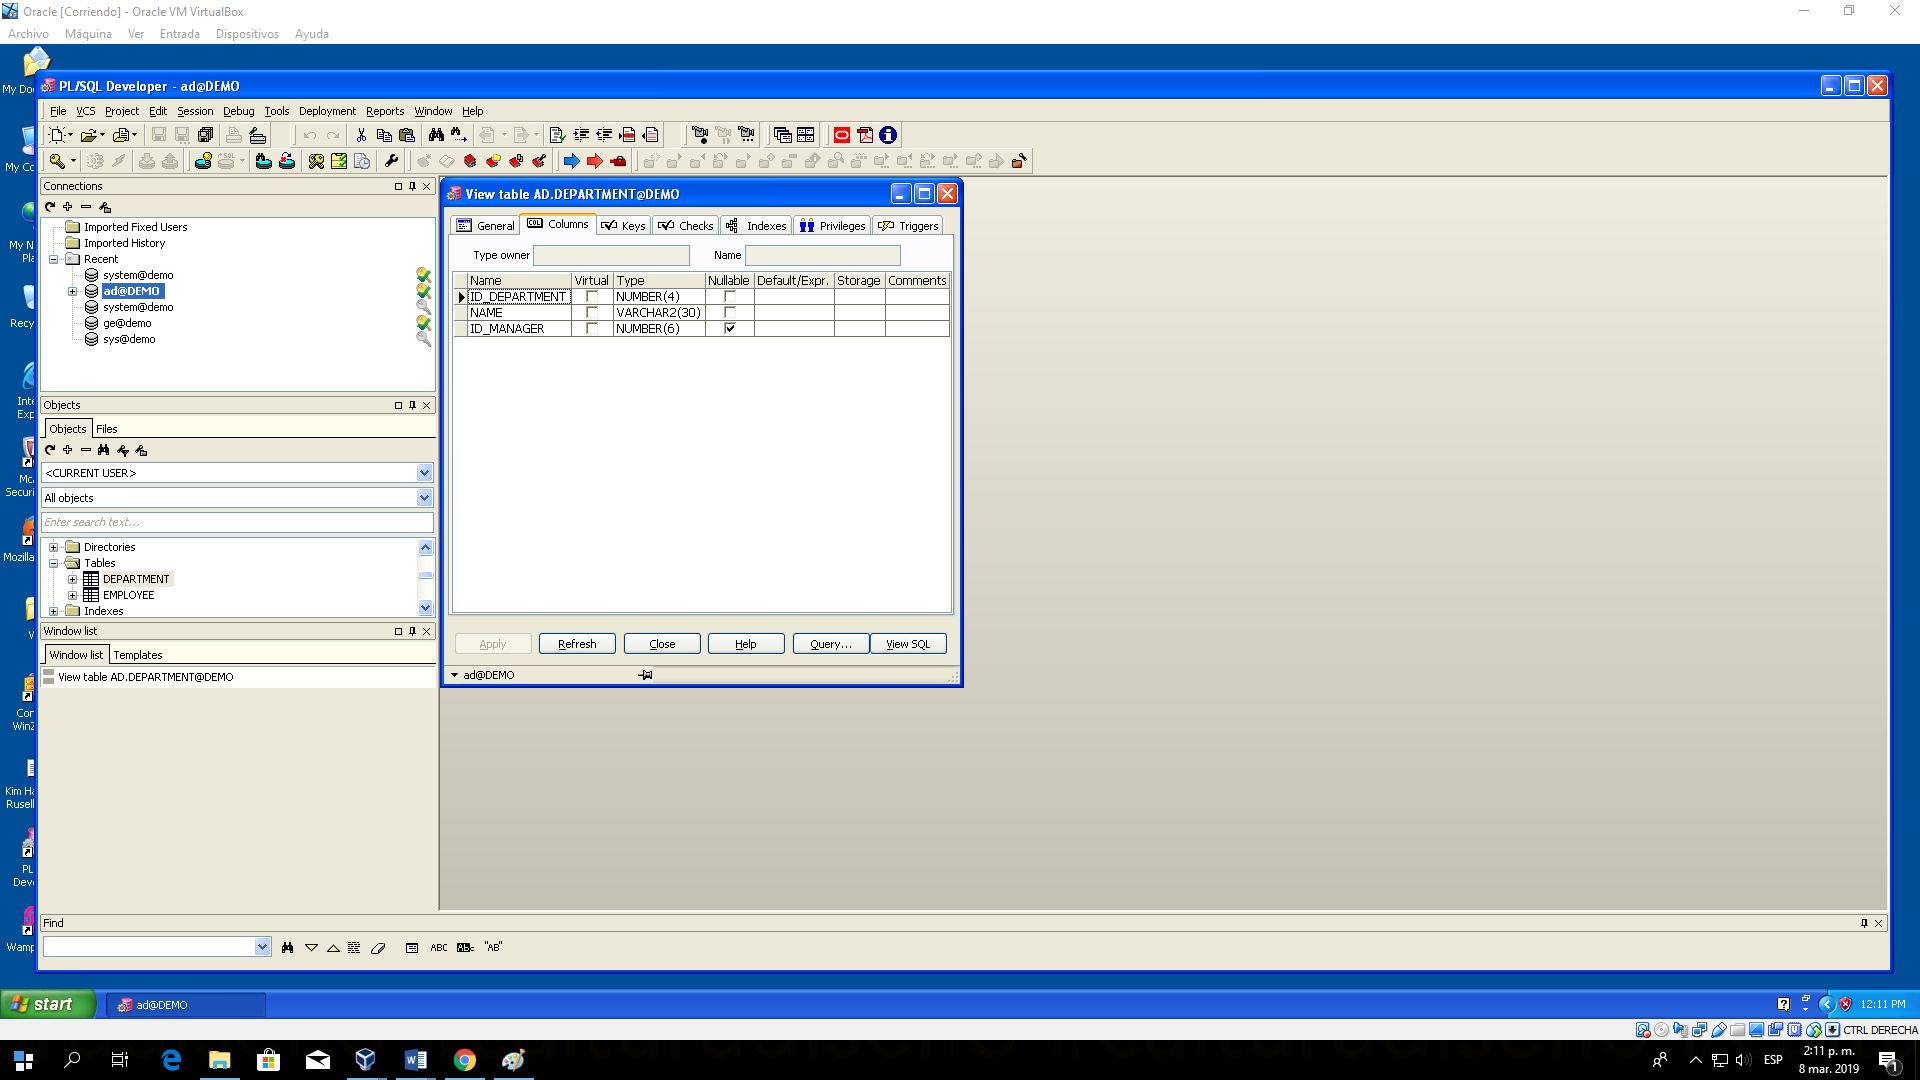 Oracle [Corriendo] - Oracle VM VirtualBox
Archivo Máquina Ver Entrada Dispositivos Ayuda
My Do
PL/SQL Developer - ad@DEMO
File VCS Project Edit Session Debug Tools Deployment Reports Window Help
SQL
My Co
Connections
Imported Fixed Users
Imported History
Recent
system@demo
ad@DEMO
system@demo
ge@demo
sys@demo
My N
Pla
Recy
Inte
Exp
Mc
Securi
Mozilla
W
Con
WinZ
Kim Ha
Rusell
PL
Deve
Wamp
View table AD.DEPARTMENT@DEMO
General Columns Keys Checks Indexes Privileges Triggers
Type owner Name
Name Virtual Type Nullable Default/Expr. Storage Comments
ID_DEPARTMENT NUMBER(4)
NAME VARCHAR2(30)
ID_MANAGER NUMBER(6)
Apply Refresh Close Help Query... View SQL
ad@DEMO
Objects
Objects Files
<CURRENT USER>
All objects
Enter search text...
Directories
Tables
DEPARTMENT
EMPLOYEE
Indexes
Window list
Window list Templates
View table AD.DEPARTMENT@DEMO
Find
ABC "AB"
start ad@DEMO 12:11 PM
CTRL DERECHA
ESP 2:11 p. m.
8 mar. 2019
1